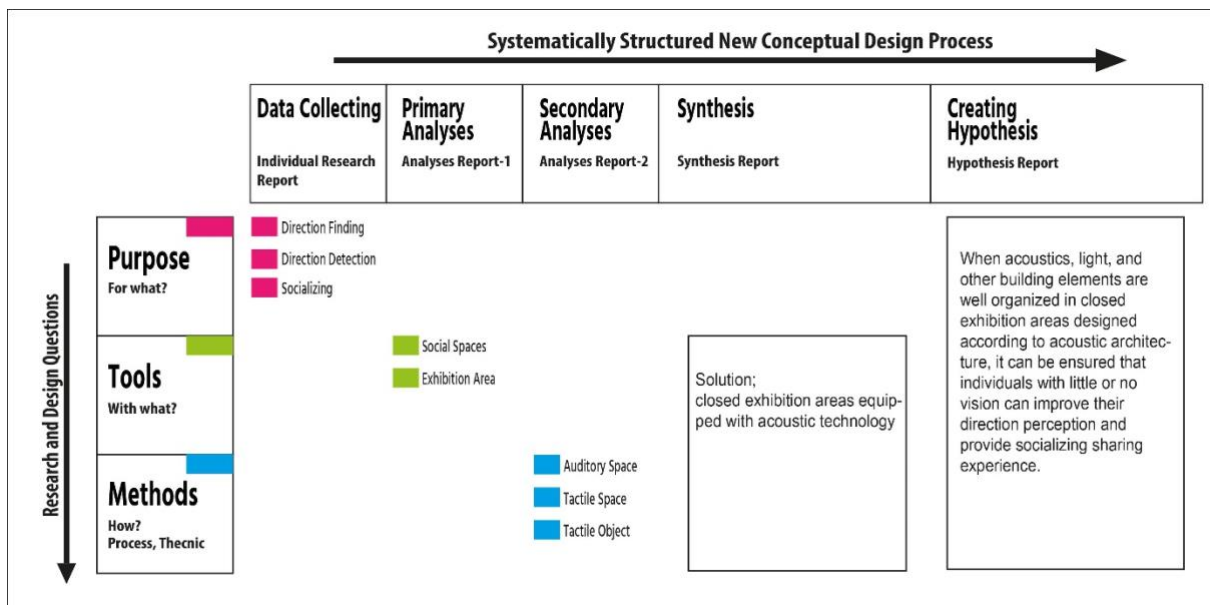 Systematically Structured New Conceptual Design Process
Data Collecting
Individual Research
Report
Primary
Analyses
Analyses Report-1
Secondary
Analyses
Analyses Report-2
Synthesis
Synthesis Report
Creating
Hypothesis
Hypothesis Report
Research and Design Questions
Purpose
For what?
Direction Finding
Direction Detection
Socializing
Tools
With what?
Social Spaces
Exhibition Area
Methods
How?
Process, Thecnic
Auditory Space
Tactile Space
Tactile Object
Solution;
closed exhibition areas equip-
ped with acoustic technology
When acoustics, light, and
other building elements are
well organized in closed
exhibition areas designed
according to acoustic architec-
ture, it can be ensured that
individuals with little or no
vision can improve their
direction perception and
provide socializing sharing
experience.